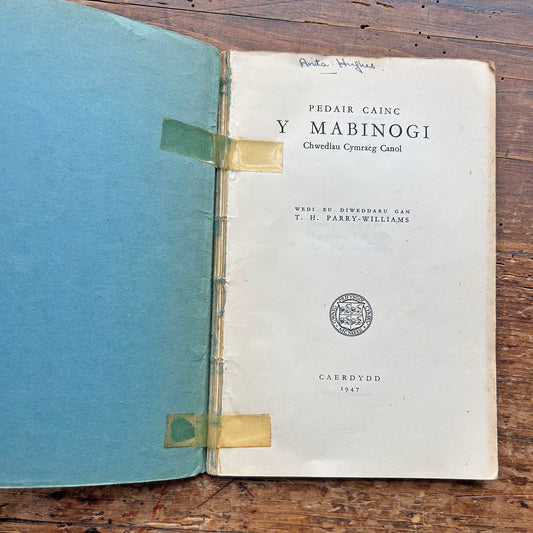 Anita Hughes
PEDAIR CAINC
Y MABINOGI
Chwedlau Cymraeg Canol
WEDI EU DIWEDDARU GAN
T. H. PARRY-WILLIAMS
CAERDYDD
1947